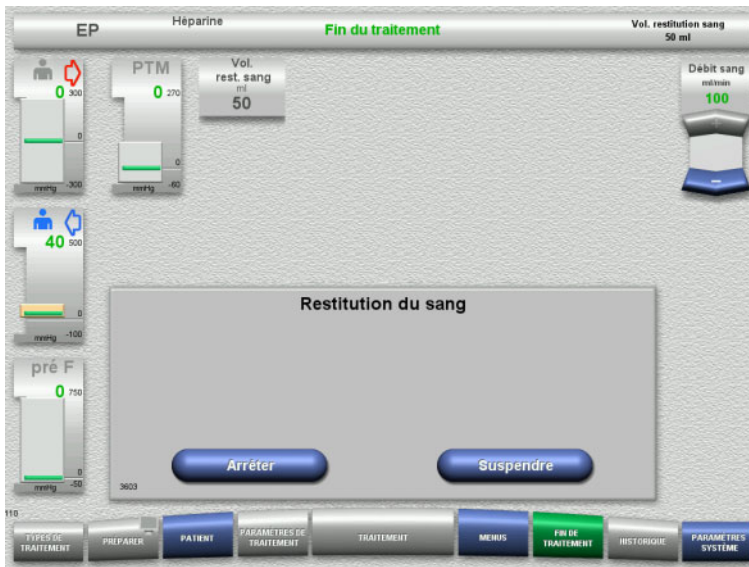 EP
Héparine
Fin du traitement
Vol. restitution sang
50 ml
0
300
0
mmHg
-300
PTM
0
270
0
mmHg
-60
Vol.
rest. sang
ml
50
Débit sang
ml/min
100
40
500
0
mmHg
-100
pré F
0
750
0
mmHg
-50
Restitution du sang
Arrêter
Suspendre
3603
110
TYPES DE
TRAITEMENT
PRÉPARER
PATIENT
PARAMÈTRES DE
TRAITEMENT
TRAITEMENT
MENUS
FIN DE
TRAITEMENT
HISTORIQUE
PARAMÈTRES
SYSTÈME